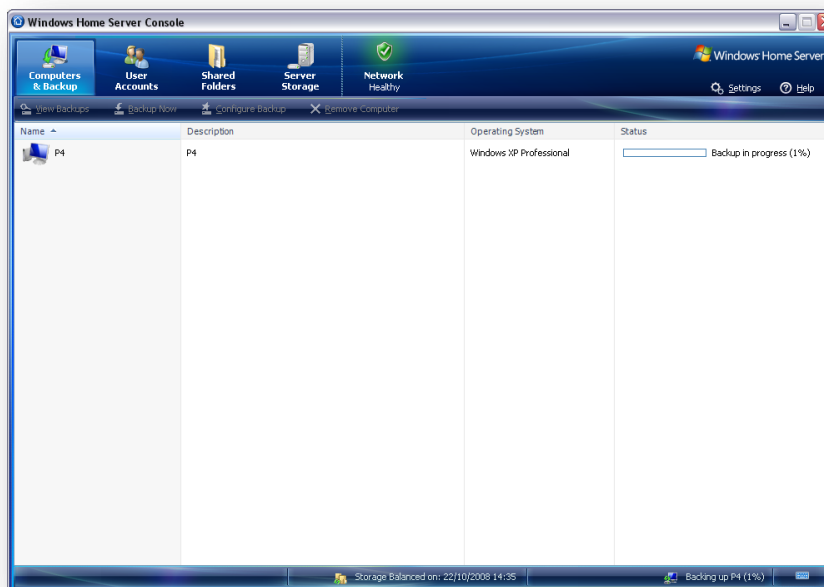 Windows Home Server Console
Computers & Backup
User Accounts
Shared Folders
Server Storage
Network
Healthy
Windows Home Server
Settings
Help
View Backups
Backup Now
Configure Backup
Remove Computer
Name
Description
Operating System
Status
P4
P4
Windows XP Professional
Backup in progress (1%)
Storage Balanced on: 22/10/2008 14:35
Backing up P4 (1%)